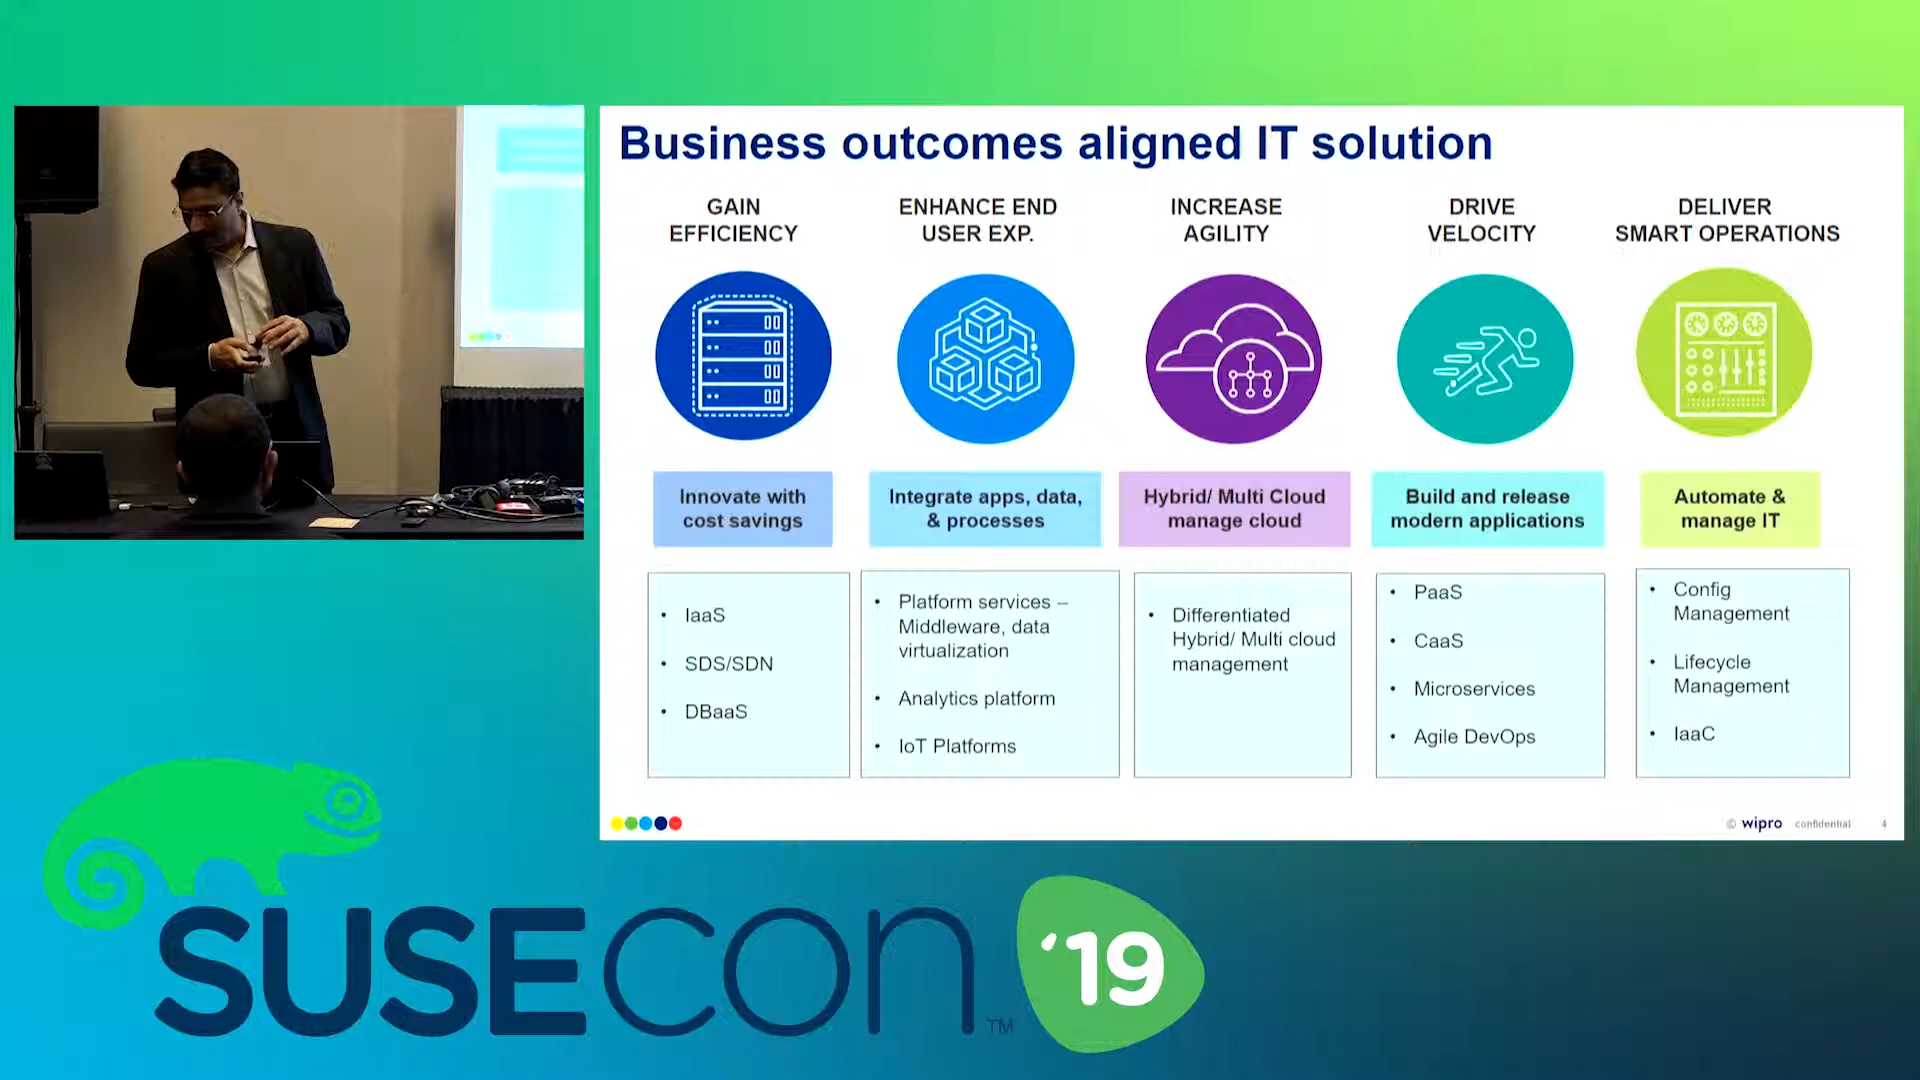 Business outcomes aligned IT solution
GAIN
EFFICIENCY
ENHANCE END
USER EXP.
INCREASE
AGILITY
DRIVE
VELOCITY
DELIVER
SMART OPERATIONS
Innovate with
cost savings
Integrate apps, data,
& processes
Hybrid/ Multi Cloud
manage cloud
Build and release
modern applications
Automate &
manage IT
• IaaS
• SDS/SDN
• DBaaS
• Platform services –
Middleware, data
virtualization
• Analytics platform
• IoT Platforms
• Differentiated
Hybrid/ Multi cloud
management
• PaaS
• CaaS
• Microservices
• Agile DevOps
• Config
Management
• Lifecycle
Management
• IaaC
© wipro confidential 4
SUSECON™ '19